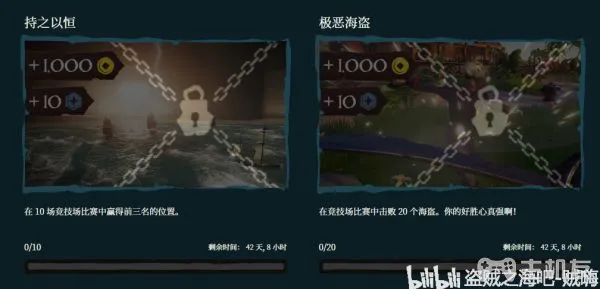 持之以恒
极恶海盗
+1,000
+10
+1,000
+10
在 10 场竞技场比赛中赢得前三名的位置。
在竞技场比赛中击败 20 个海盗。你的好胜心真强啊!
0/10
剩余时间： 42 天, 8 小时
0/20
剩余时间： 42 天, 8 小时
bilibili 盗贼之海吧-贼嗨
主机友